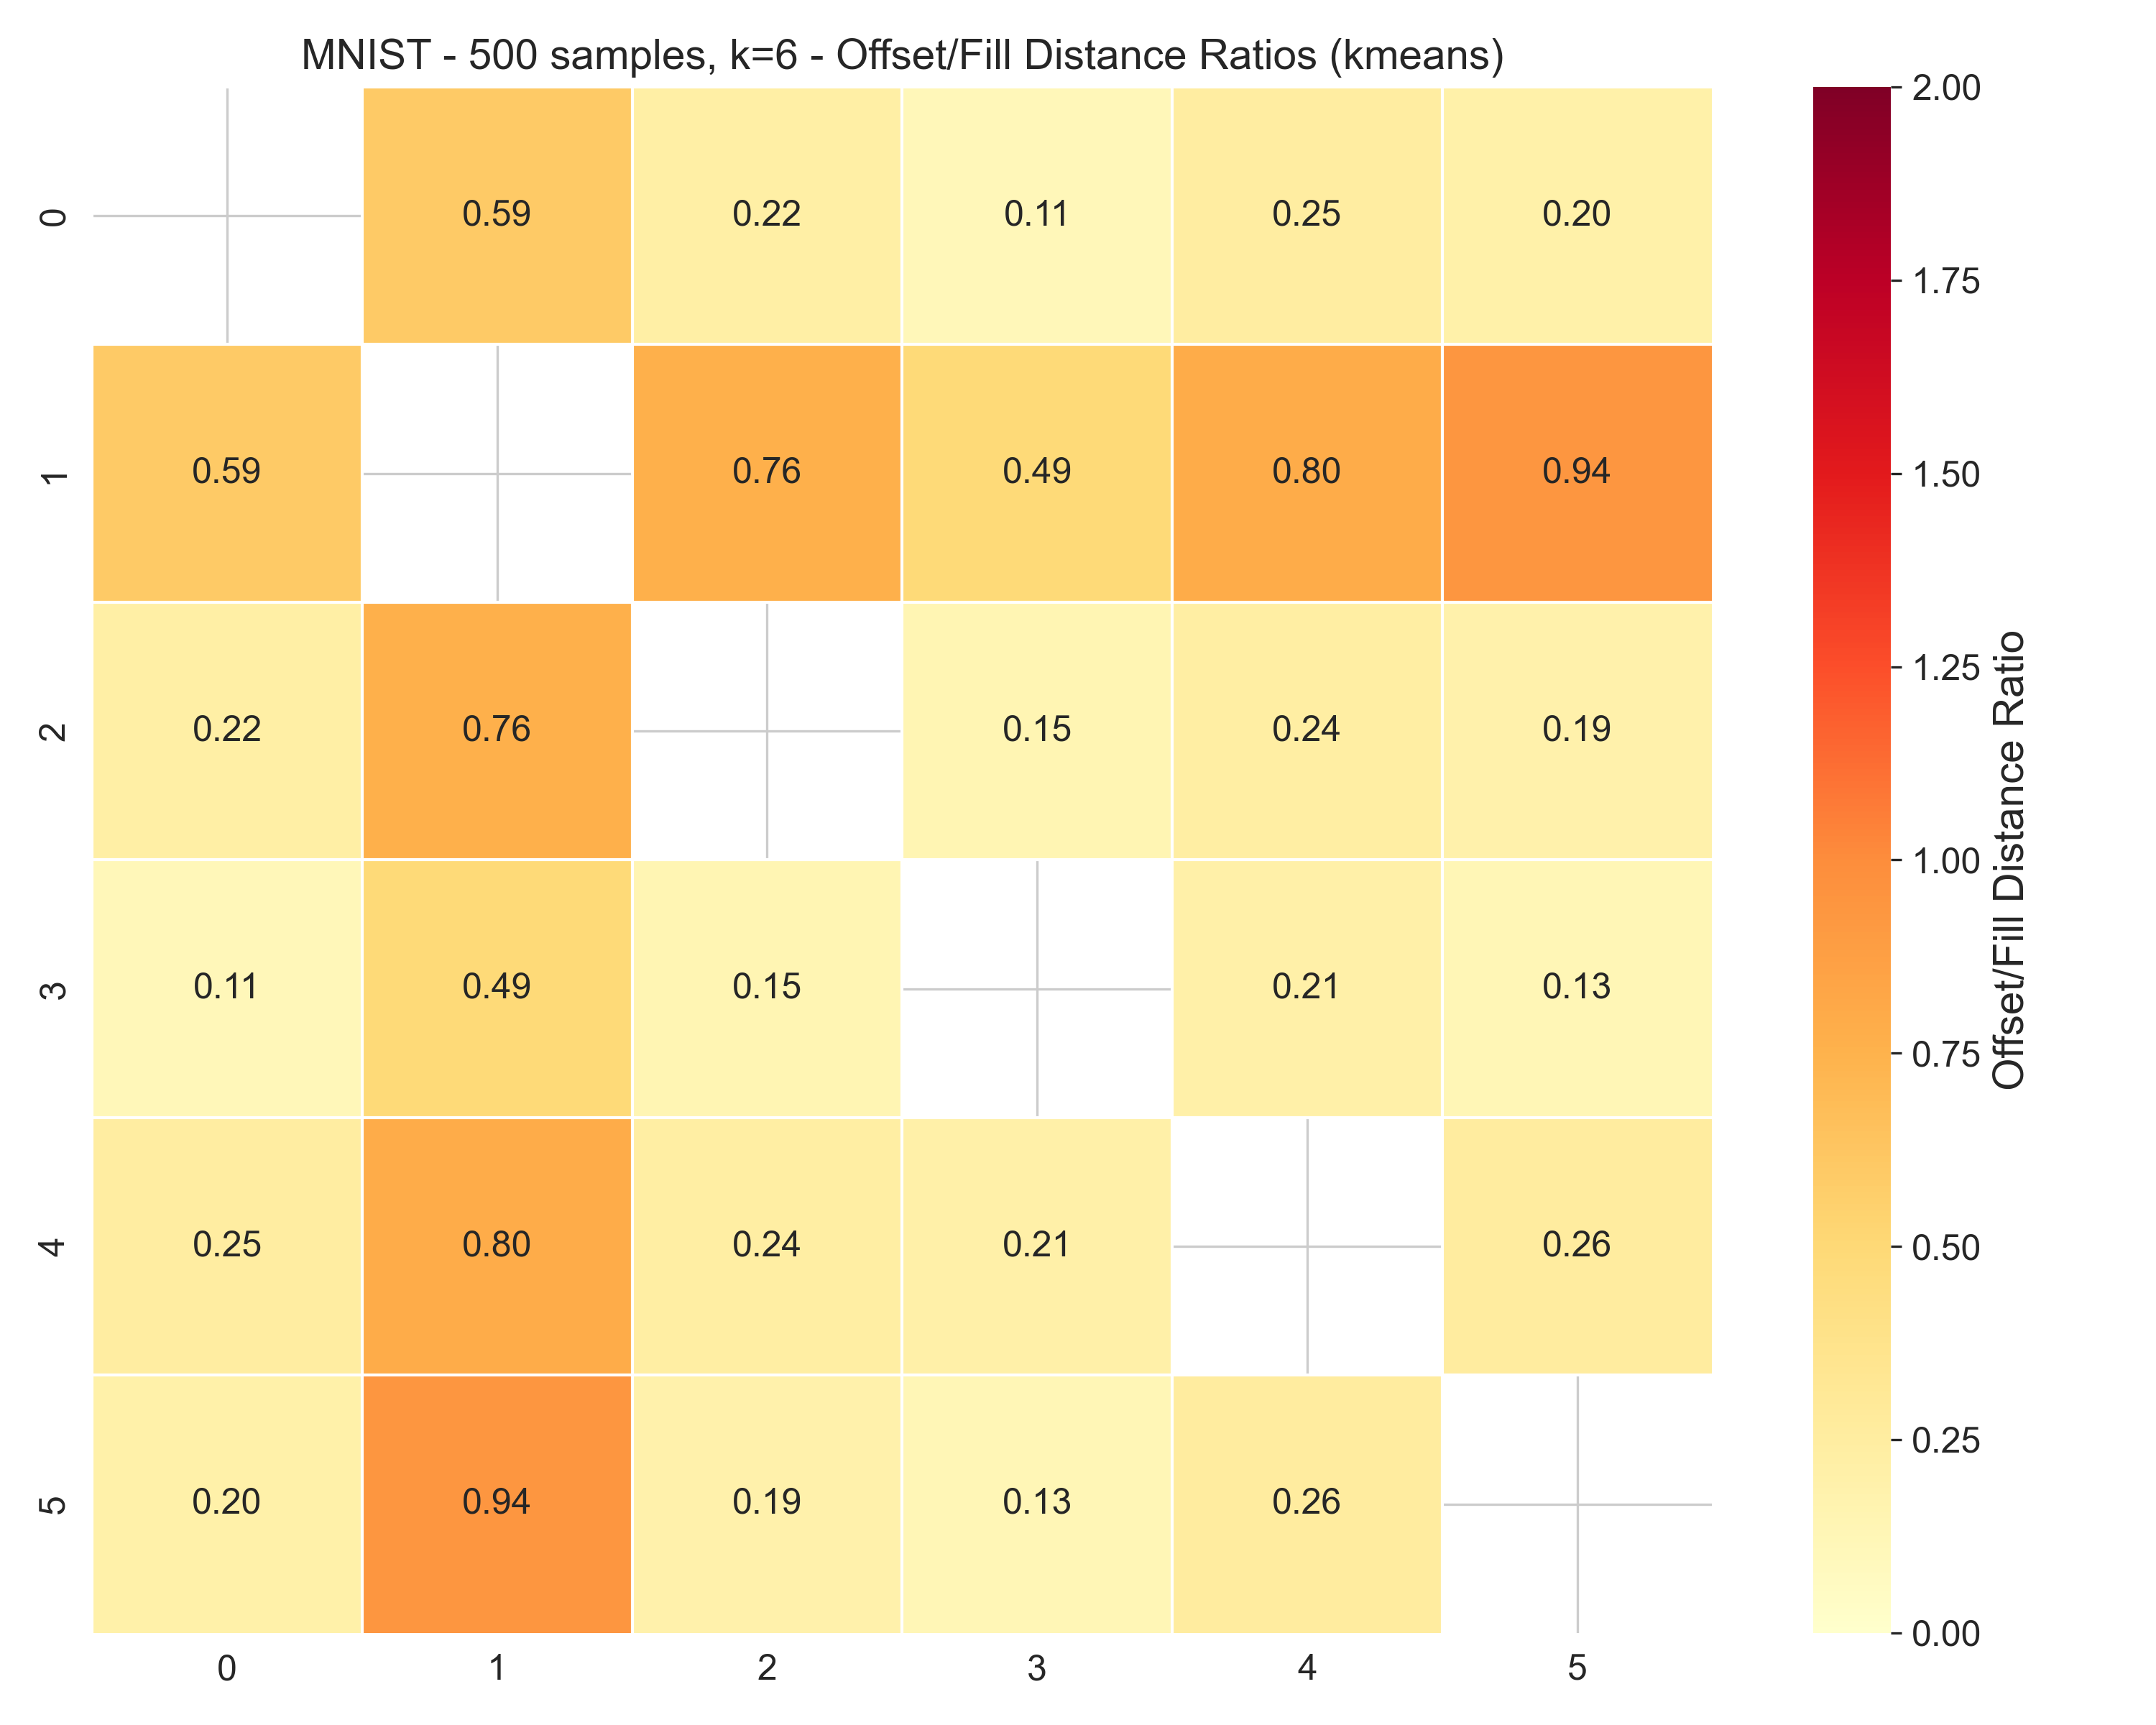 MNIST - 500 samples, k=6 - Offset/Fill Distance Ratios (kmeans)
0 0.59 0.22 0.11 0.25 0.20
1 0.59 0.76 0.49 0.80 0.94
2 0.22 0.76 0.15 0.24 0.19
3 0.11 0.49 0.15 0.21 0.13
4 0.25 0.80 0.24 0.21 0.26
5 0.20 0.94 0.19 0.13 0.26
0 1 2 3 4 5
2.00
1.75
1.50
1.25
1.00
0.75
0.50
0.25
0.00
Offset/Fill Distance Ratio